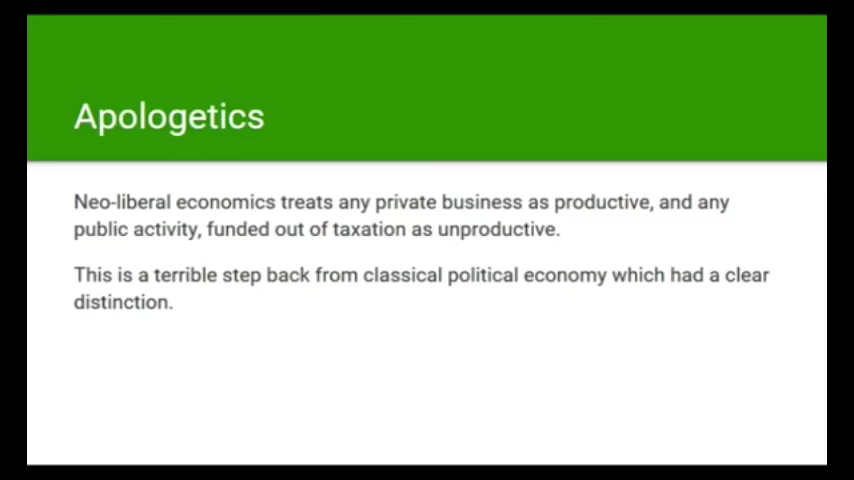 Apologetics
Neo-liberal economics treats any private business as productive, and any
public activity, funded out of taxation as unproductive.
This is a terrible step back from classical political economy which had a clear
distinction.